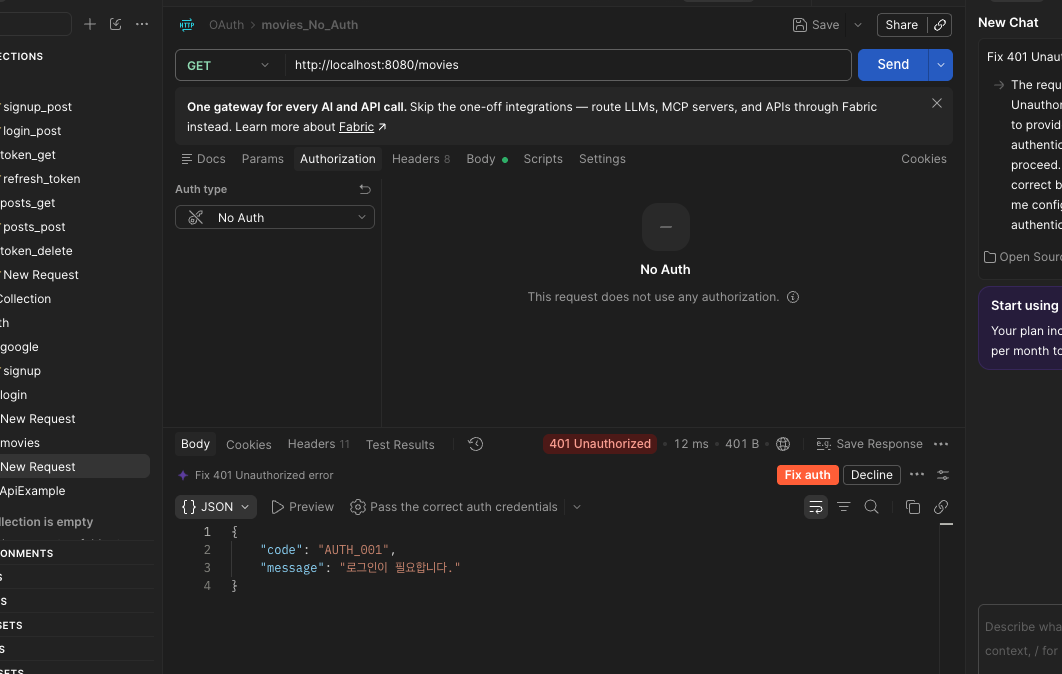 ECTIONS
signup_post
login_post
token_get
refresh_token
posts_get
posts_post
token_delete
New Request
Collection
th
google
signup
login
New Request
movies
New Request
ApiExample
llection is empty
ONMENTS
S
S
SETS
S
SETS
HTTP OAuth > movies_No_Auth
Save
Share
GET
http://localhost:8080/movies
Send
One gateway for every AI and API call. Skip the one-off integrations — route LLMs, MCP servers, and APIs through Fabric
instead. Learn more about Fabric ↗
Docs Params Authorization Headers 8 Body Scripts Settings Cookies
Auth type
No Auth
No Auth
This request does not use any authorization.
Body Cookies Headers 11 Test Results
401 Unauthorized • 12 ms • 401 B •
e.g. Save Response
Fix 401 Unauthorized error
Fix auth Decline
{} JSON Preview Pass the correct auth credentials
1 {
2 "code": "AUTH_001",
3 "message": "로그인이 필요합니다."
4 }
New Chat
Fix 401 Unau
→ The requ
Unauthor
to provid
authentic
proceed.
correct b
me config
authentic
Open Sourc
Start using
Your plan inc
per month to
Describe wha
context, / for